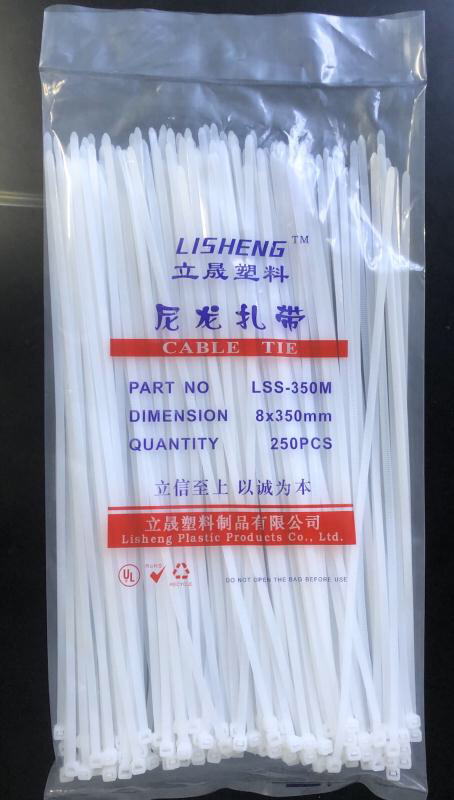 LISHENG™
立晟塑料
尼龙扎带
CABLE TIE
PART NO LSS-350M
DIMENSION 8x350mm
QUANTITY 250PCS
立信至上 以诚为本
立晟塑料制品有限公司
Lisheng Plastic Products Co., Ltd.
UL RoHS RECYCLE DO NOT OPEN THE BAG BEFORE USE